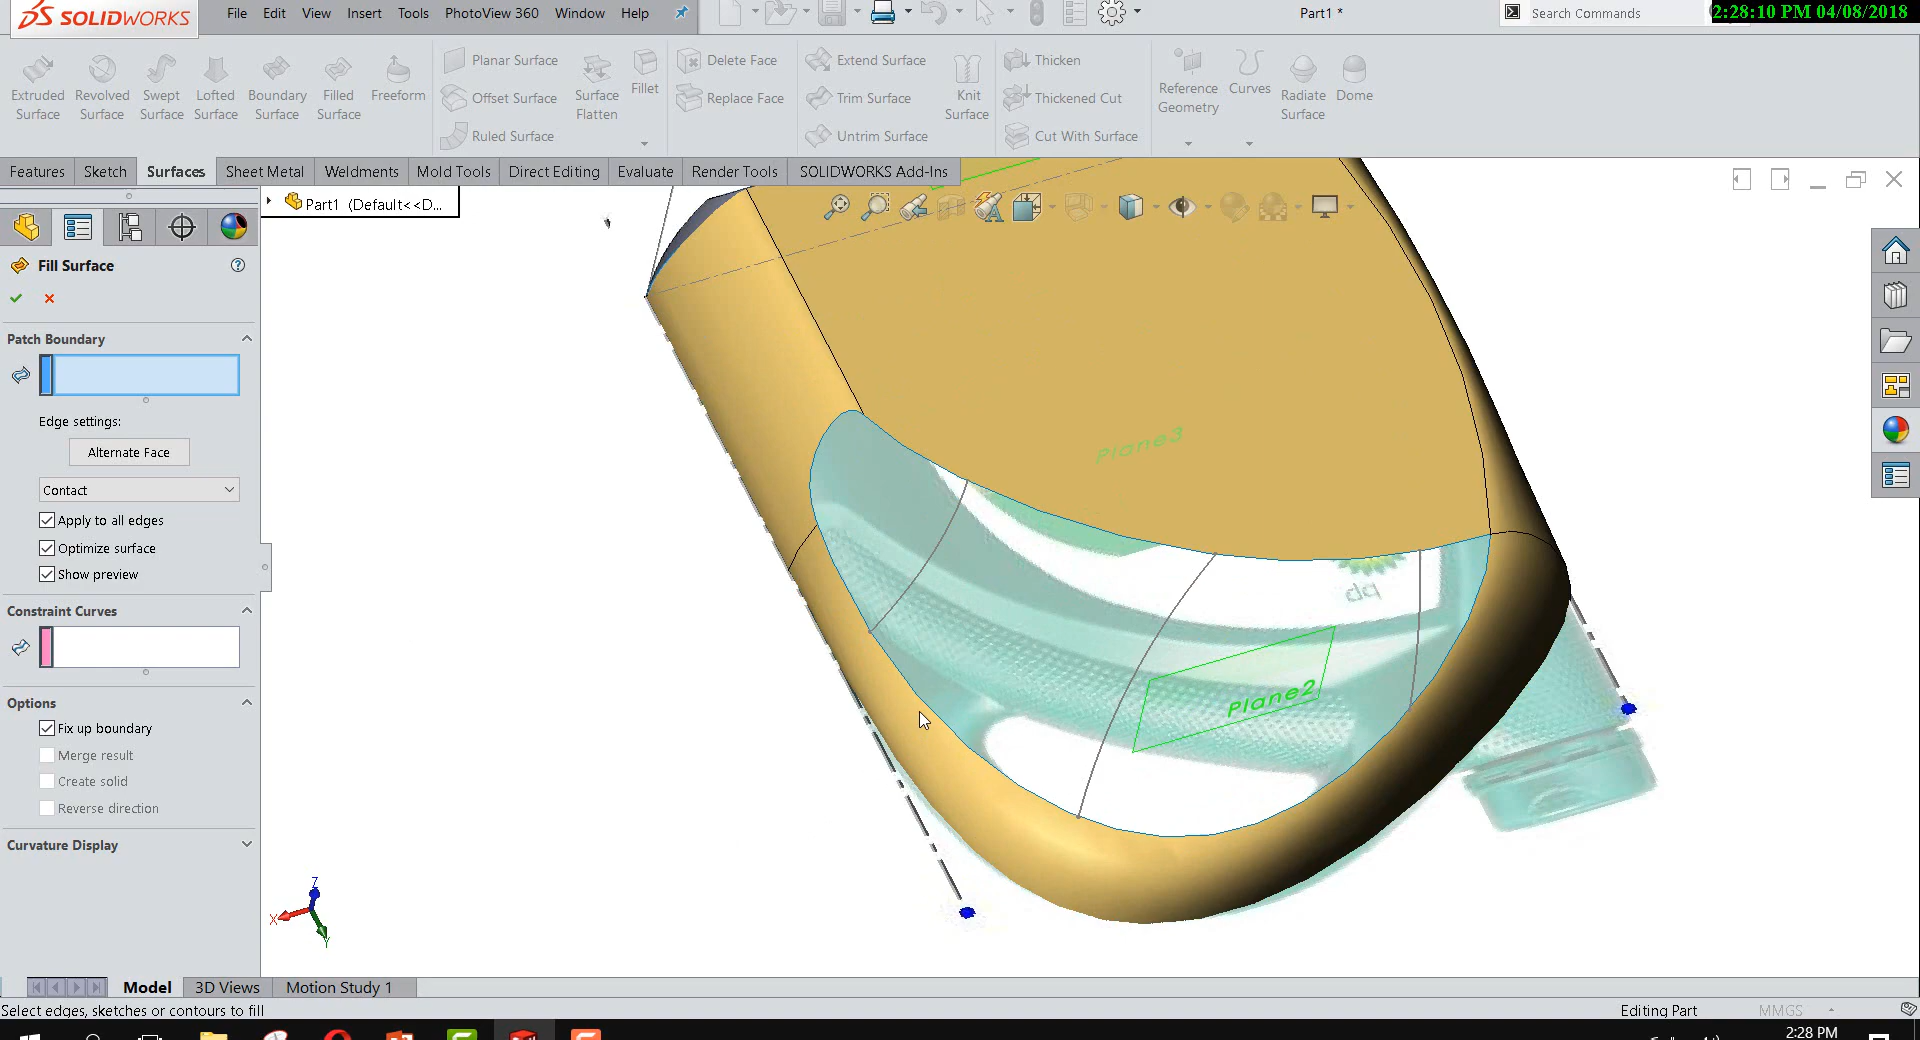 SOLIDWORKS File Edit View Insert Tools PhotoView 360 Window Help Part1 * Search Commands 2:28:10 PM 04/08/2018
Extruded Surface
Revolved Surface
Swept Surface
Lofted Surface
Boundary Surface
Filled Surface
Freeform
Planar Surface
Offset Surface
Ruled Surface
Surface Flatten
Fillet
Delete Face
Replace Face
Extend Surface
Trim Surface
Untrim Surface
Knit Surface
Thicken
Thickened Cut
Cut With Surface
Reference Geometry
Curves
Radiate Surface
Dome
Features Sketch Surfaces Sheet Metal Weldments Mold Tools Direct Editing Evaluate Render Tools SOLIDWORKS Add-Ins
Part1 (Default<<D...
Fill Surface
Patch Boundary
Edge settings:
Alternate Face
Contact
Apply to all edges
Optimize surface
Show preview
Constraint Curves
Options
Fix up boundary
Merge result
Create solid
Reverse direction
Curvature Display
Plane3
bp
Plane2
Z
X
Y
Model 3D Views Motion Study 1
Select edges, sketches or contours to fill Editing Part MMGS
2:28 PM